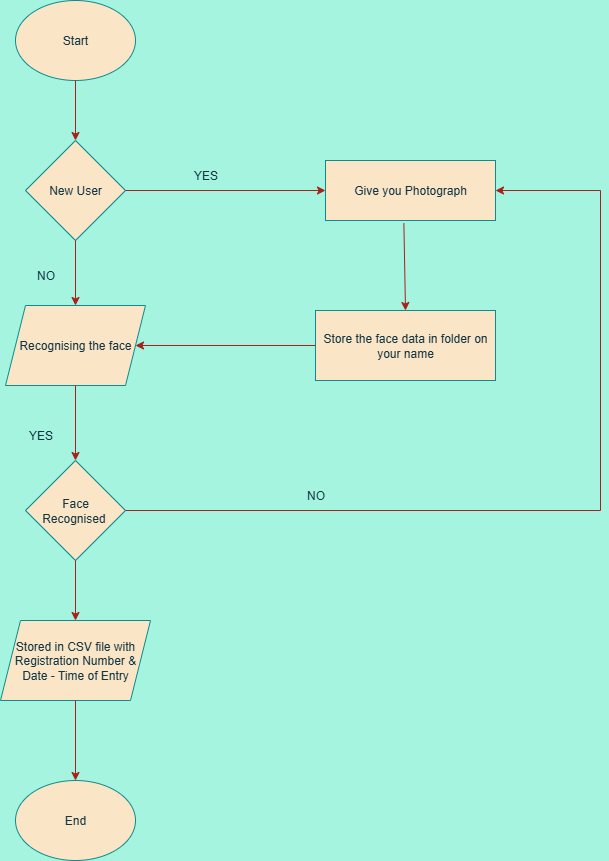 Start
YES
New User
Give you Photograph
NO
Recognising the face
Store the face data in folder on
your name
YES
Face
Recognised
NO
Stored in CSV file with
Registration Number &
Date - Time of Entry
End